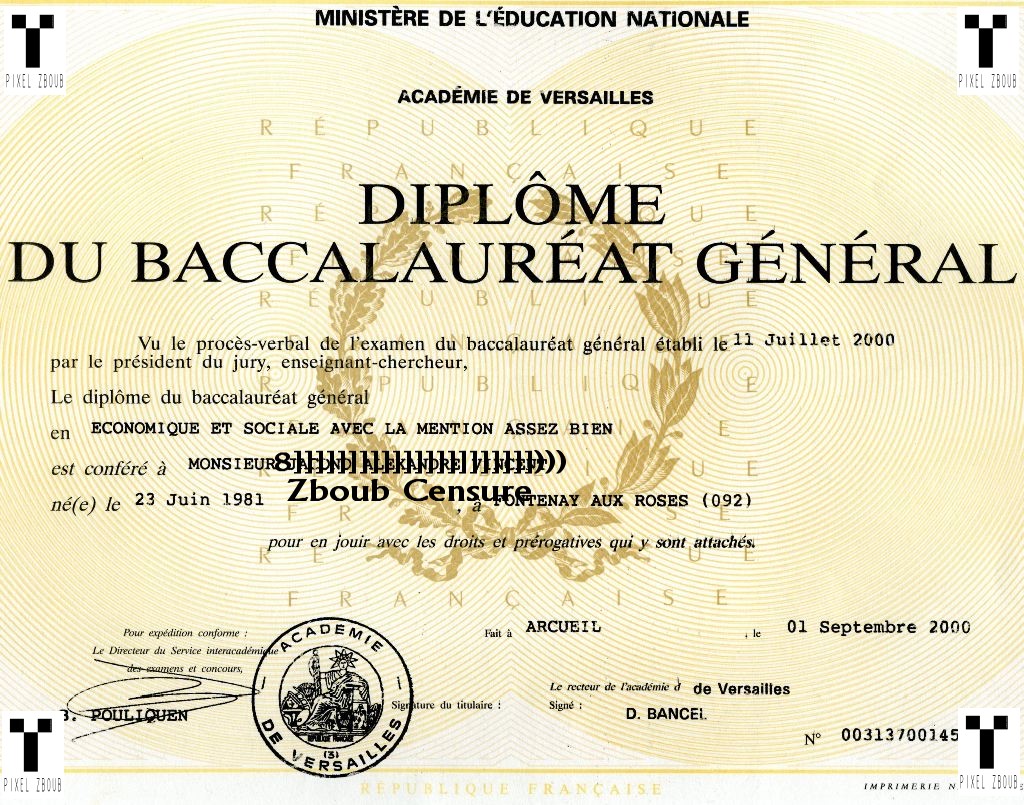 MINISTÈRE DE L'ÉDUCATION NATIONALE
PIXEL ZBOUB
PIXEL ZBOUB
ACADÉMIE DE VERSAILLES
RÉPUBLIQUE
FRANÇAISE
DIPLÔME
DU BACCALAURÉAT GÉNÉRAL
Vu le procès-verbal de l'examen du baccalauréat général établi le 11 Juillet 2000
par le président du jury, enseignant-chercheur,
Le diplôme du baccalauréat général
en ECONOMIQUE ET SOCIALE AVEC LA MENTION ASSEZ BIEN
est conféré à MONSIEUR
Zboub Censure
né(e) le 23 Juin 1981, à FONTENAY AUX ROSES (092)
pour en jouir avec les droits et prérogatives qui y sont attachés.
FRANÇAISE
Pour expédition conforme :
Fait à ARCUEIL, le 01 Septembre 2000
Le Directeur du Service interacadémique
des examens et concours,
ACADEMIE DE VERSAILLES
(3)
Le recteur de l'académie d de Versailles
Signature du titulaire :
Signé : D. BANCEL
B. POULIQUEN
N° 00313700145
PIXEL ZBOUB
PIXEL ZBOUB
RÉPUBLIQUE FRANÇAISE
IMPRIMERIE N